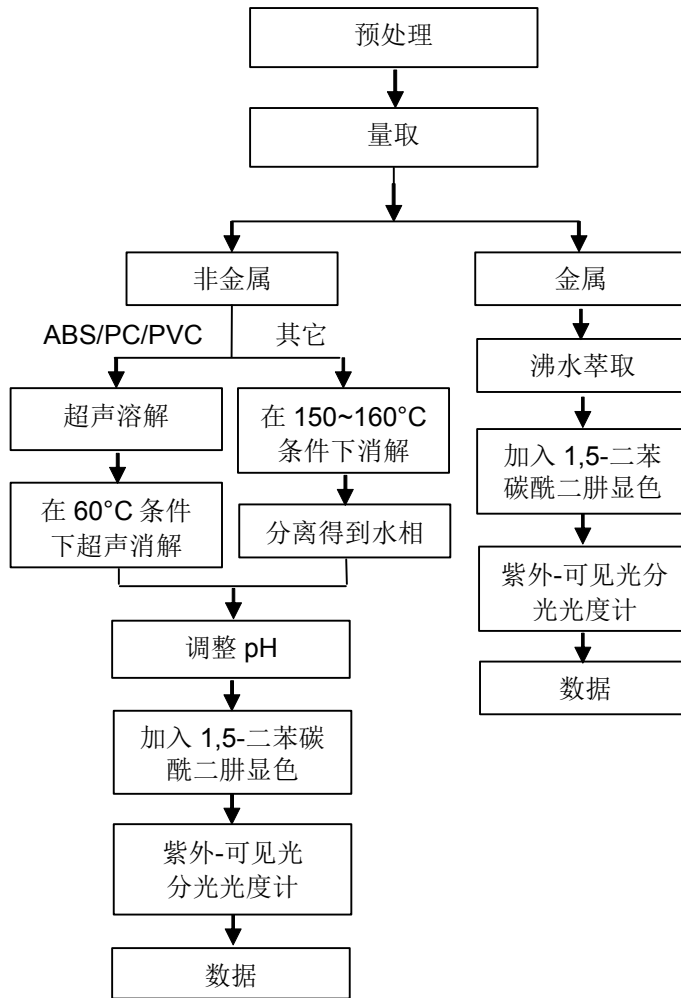 预处理
量取
非金属
金属
ABS/PC/PVC
其它
超声溶解
在 60°C 条件
下超声消解
在 150~160°C
条件下消解
分离得到水相
调整 pH
加入 1,5-二苯碳
酰二肼显色
紫外-可见光
分光光度计
数据
沸水萃取
加入 1,5-二苯
碳酰二肼显色
紫外-可见光分
光光度计
数据